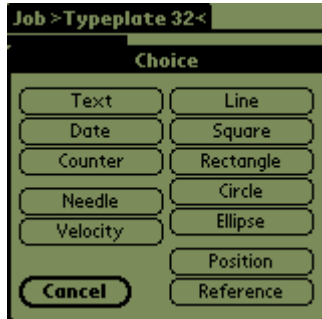 Job >Typeplate 32<
Choice
Text
Line
Date
Square
Counter
Rectangle
Needle
Circle
Velocity
Ellipse
Position
Cancel
Reference